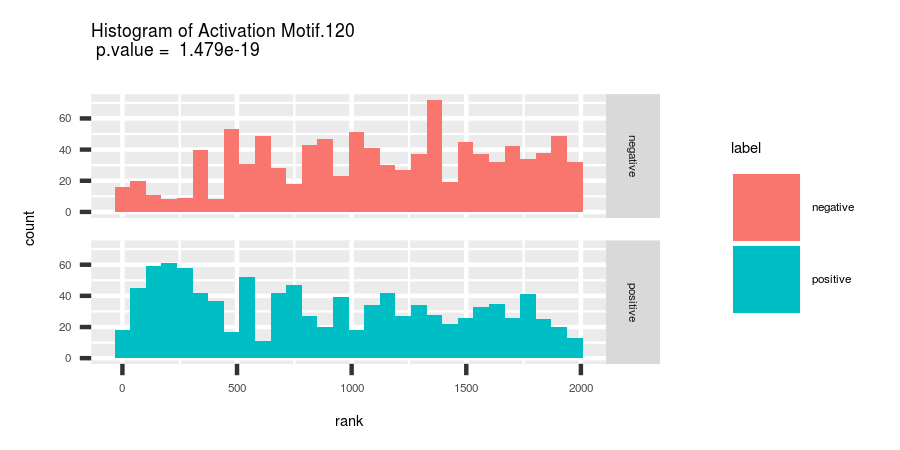 Histogram of Activation Motif.120
p.value =  1.479e-19
count
60
40
20
0
negative
60
40
20
0
positive
0 500 1000 1500 2000
rank
label
negative
positive